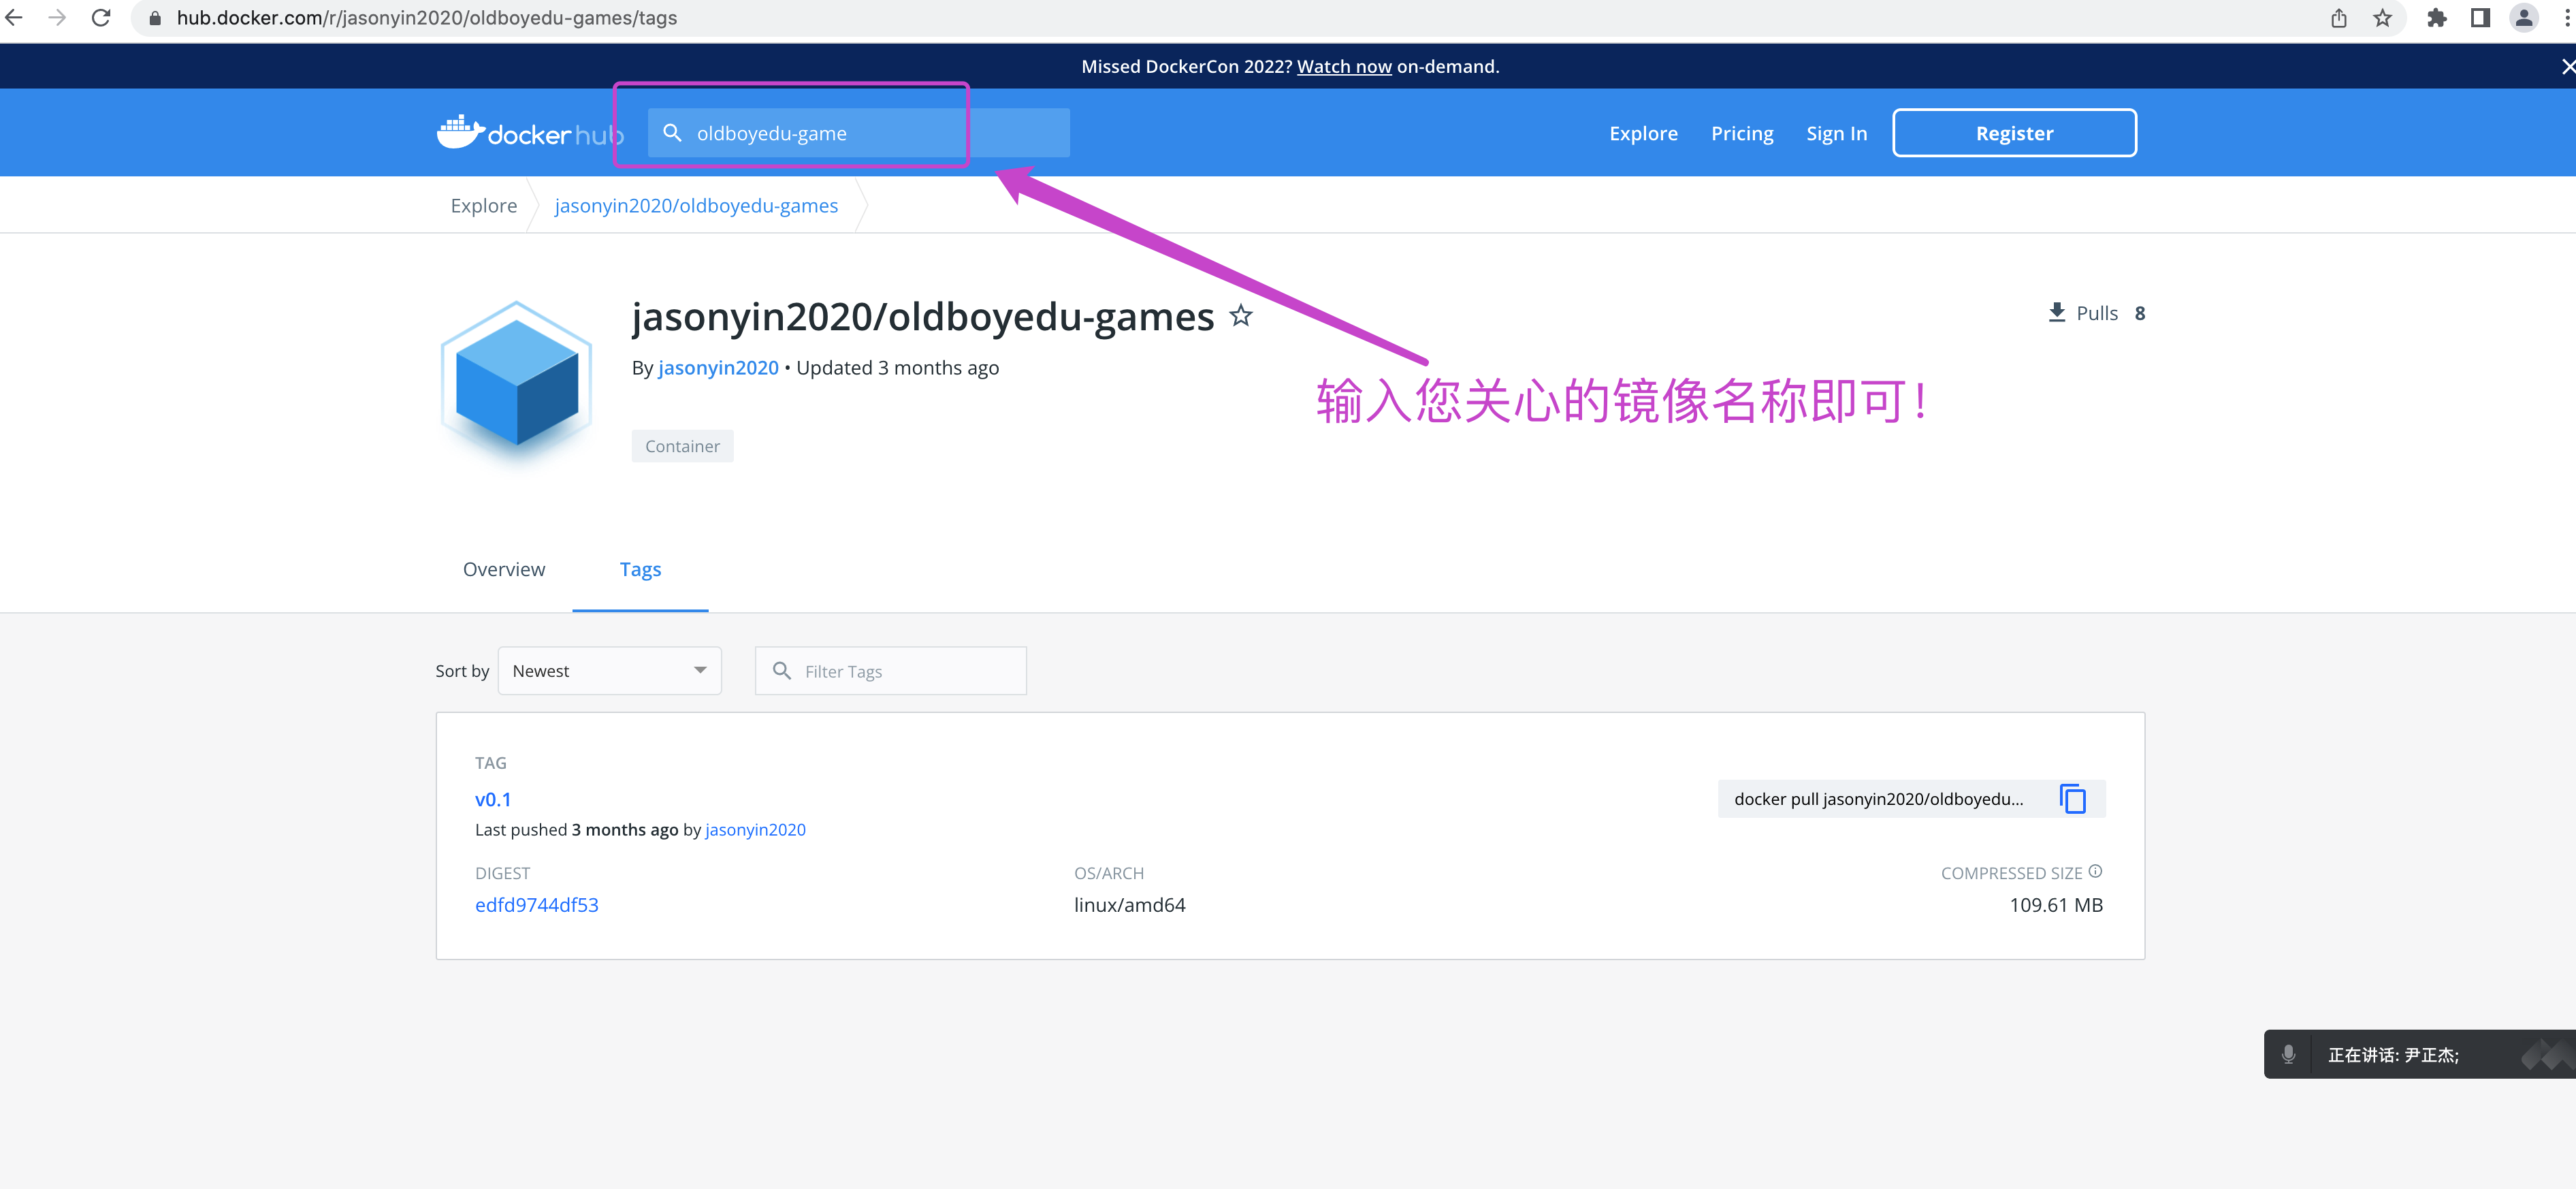 hub.docker.com/r/jasonyin2020/oldboyedu-games/tags
Missed DockerCon 2022? Watch now on-demand.
docker hub
oldboyedu-game
Explore
Pricing
Sign In
Register
Explore
jasonyin2020/oldboyedu-games
jasonyin2020/oldboyedu-games
Pulls 8
By jasonyin2020 • Updated 3 months ago
输入您关心的镜像名称即可！
Container
Overview
Tags
Sort by
Newest
Filter Tags
TAG
v0.1
docker pull jasonyin2020/oldboyedu...
Last pushed 3 months ago by jasonyin2020
DIGEST
OS/ARCH
COMPRESSED SIZE
edfd9744df53
linux/amd64
109.61 MB
正在讲话: 尹正杰;